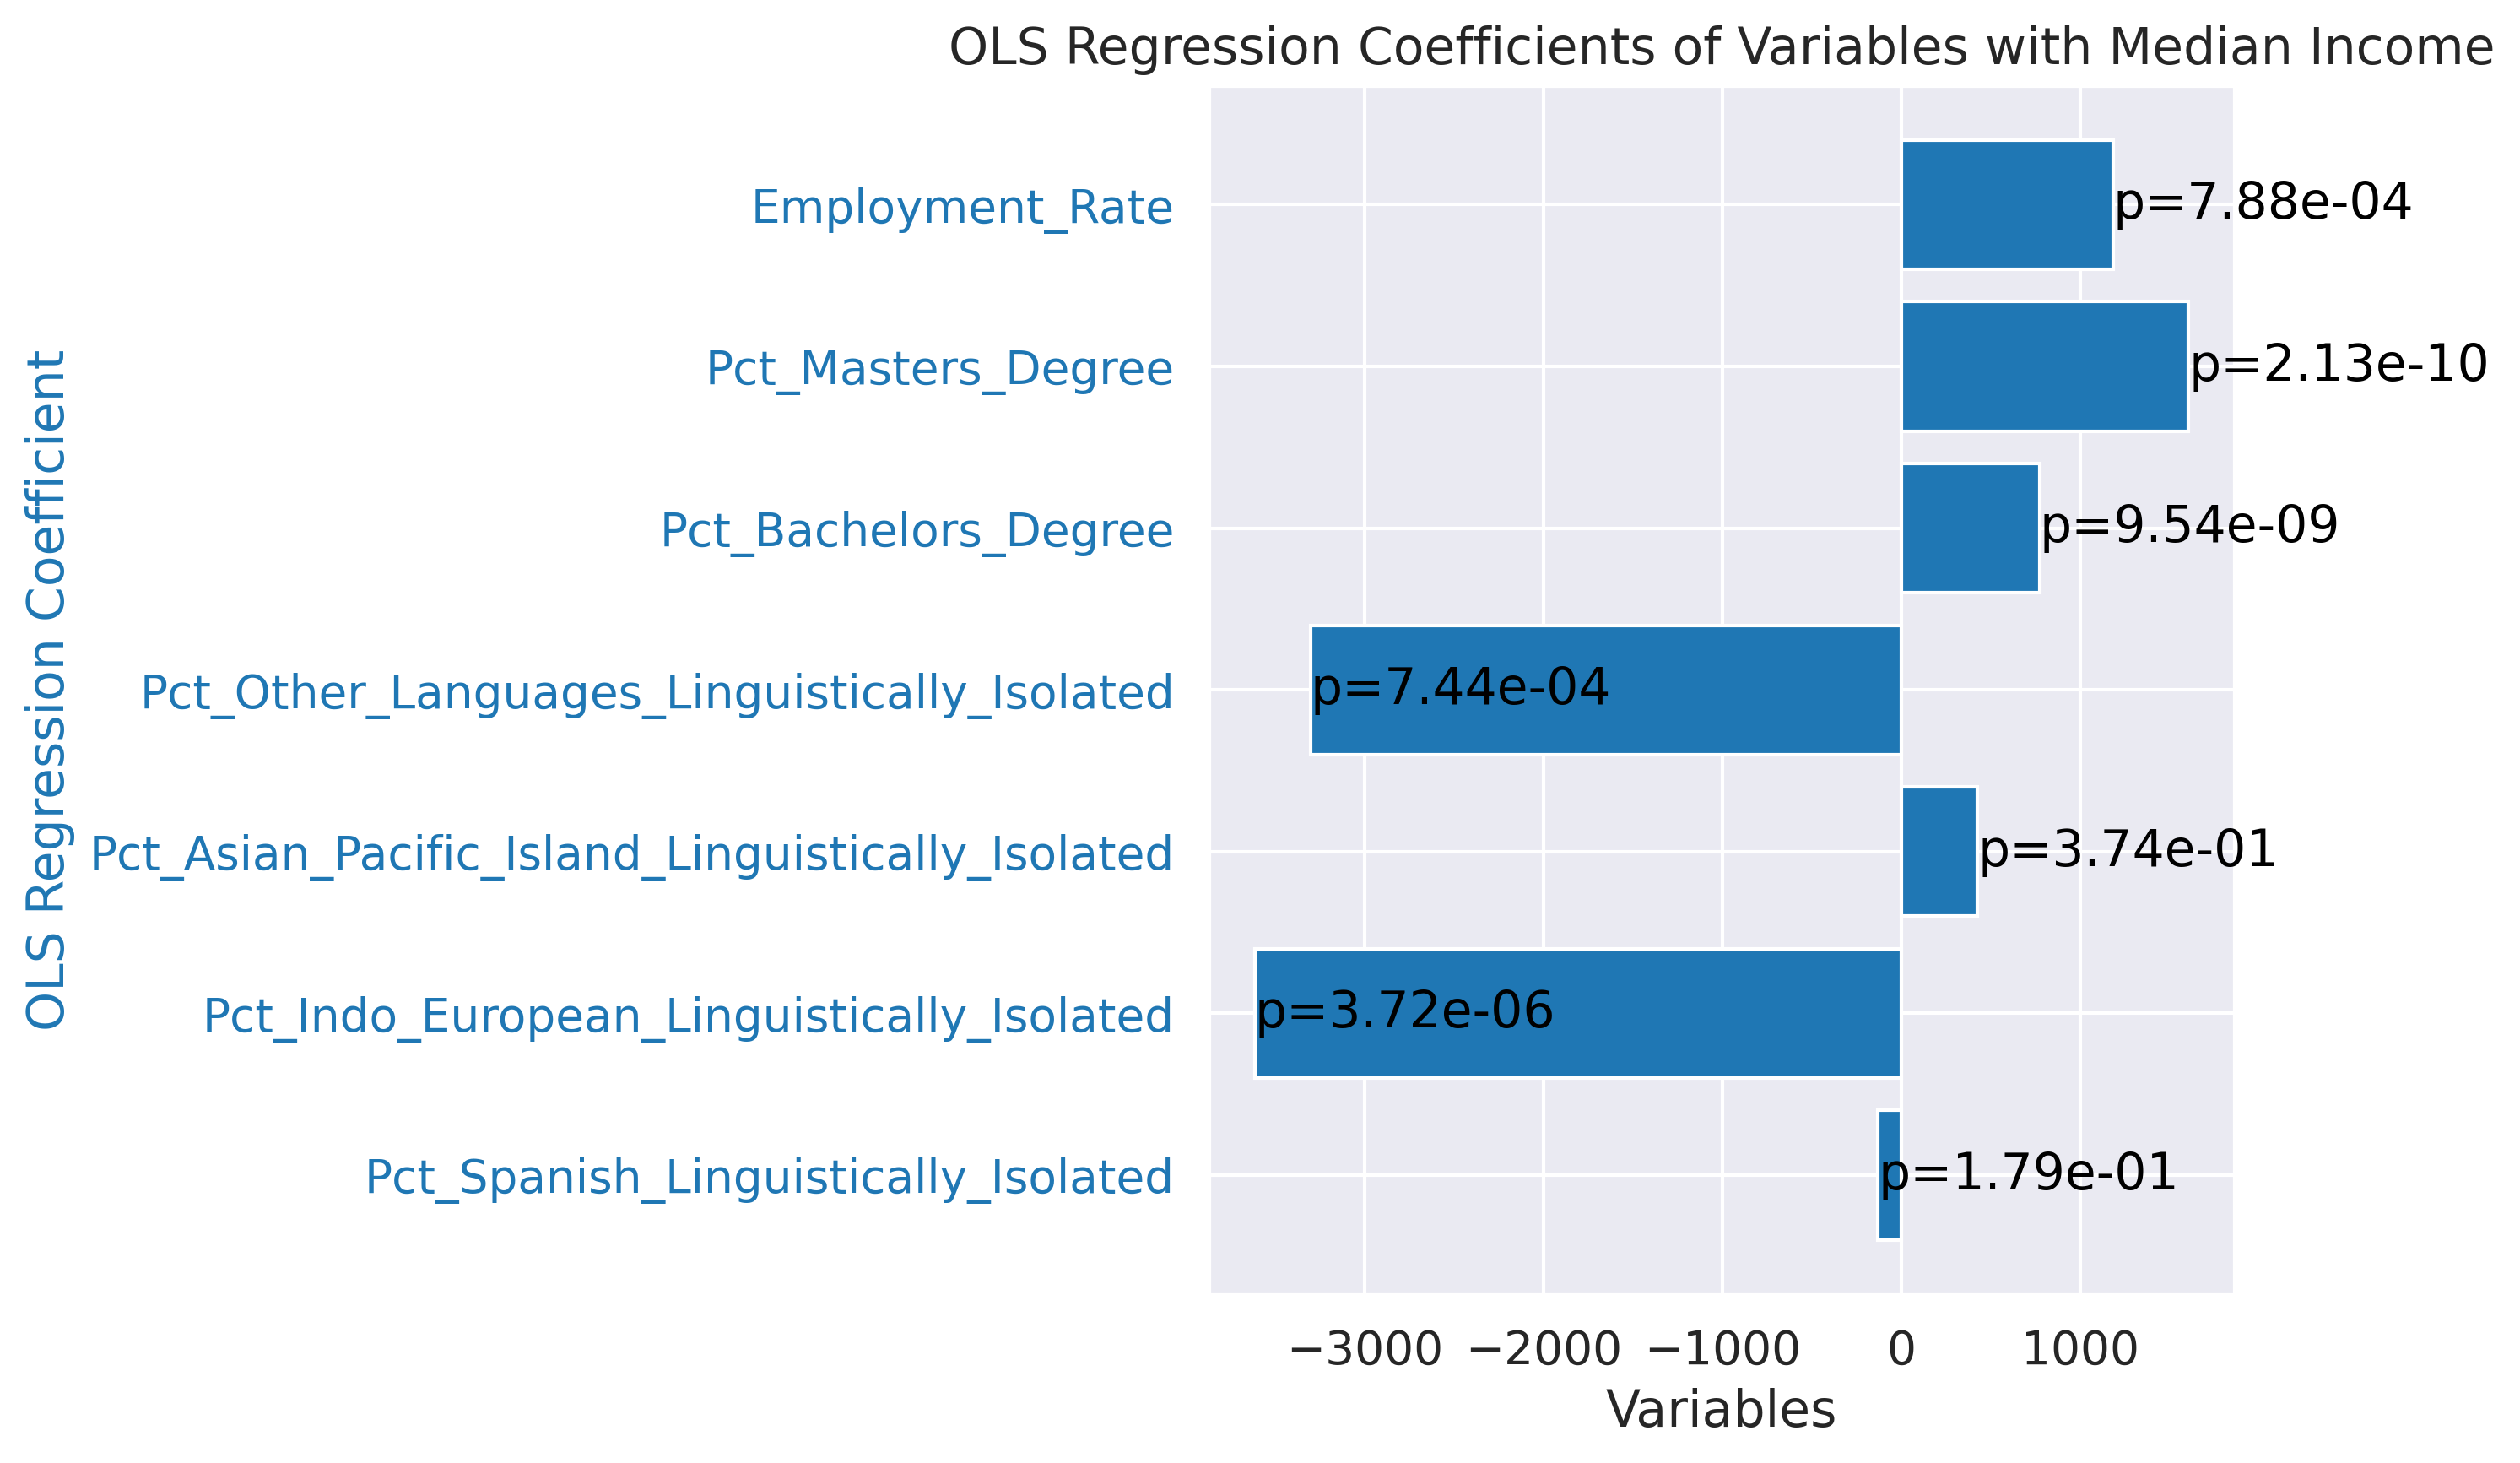 OLS Regression Coefficients of Variables with Median Income
OLS Regression Coefficient
Employment_Rate
p=7.88e-04
Pct_Masters_Degree
p=2.13e-10
Pct_Bachelors_Degree
p=9.54e-09
Pct_Other_Languages_Linguistically_Isolated
p=7.44e-04
Pct_Asian_Pacific_Island_Linguistically_Isolated
p=3.74e-01
Pct_Indo_European_Linguistically_Isolated
p=3.72e-06
Pct_Spanish_Linguistically_Isolated
p=1.79e-01
−3000 −2000 −1000 0 1000
Variables